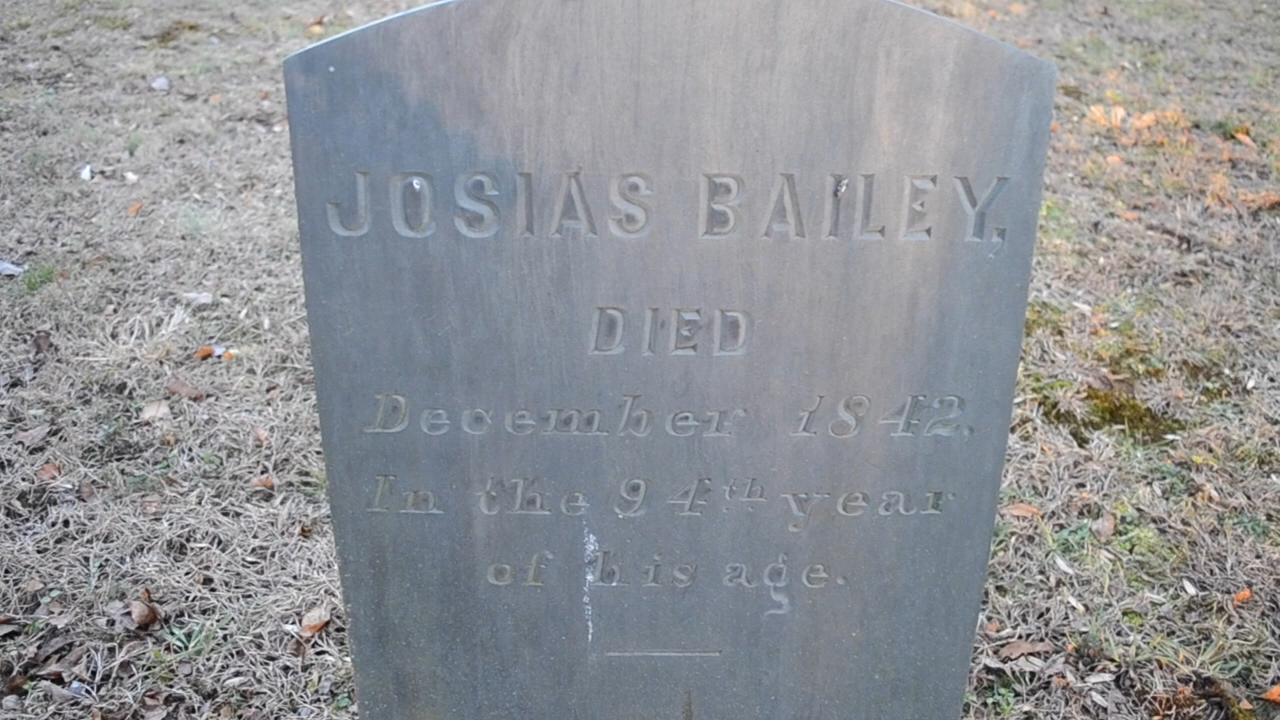 JOSIAS BAILEY,
DIED
December 1842.
In the 94th year
of his age.